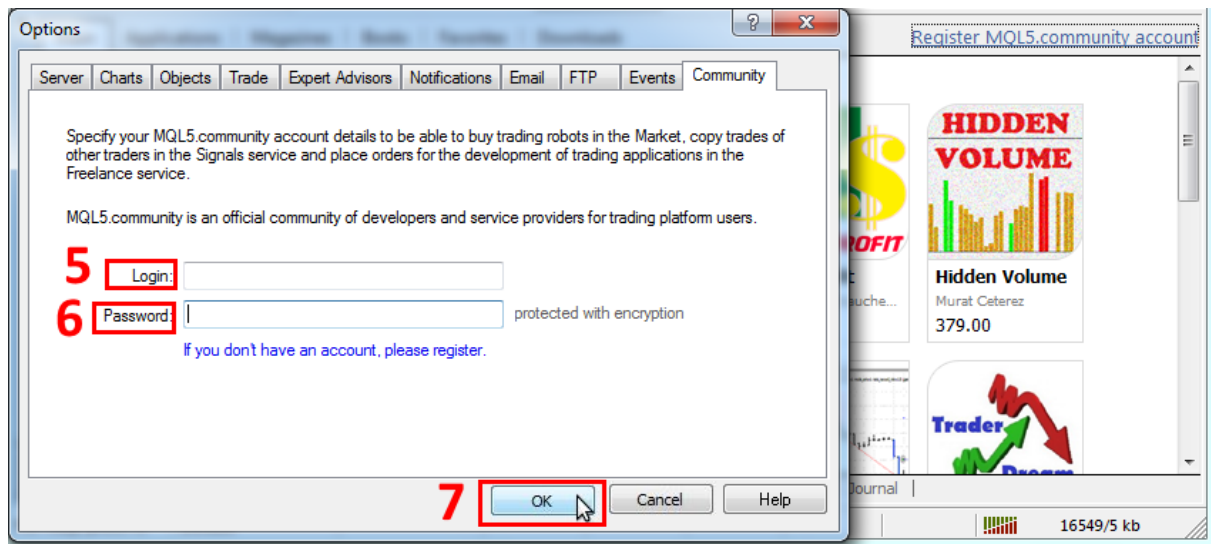 Options
Register MQL5.community account
Server Charts Objects Trade Expert Advisors Notifications Email FTP Events Community
Specify your MQL5.community account details to be able to buy trading robots in the Market, copy trades of
other traders in the Signals service and place orders for the development of trading applications in the
Freelance service.
MQL5.community is an official community of developers and service providers for trading platform users.
5 Login:
6 Password: protected with encryption
If you don't have an account, please register.
7 OK Cancel Help
HIDDEN
VOLUME
Hidden Volume
Murat Ceterez
379.00
Trader
Dream
Journal
16549/5 kb